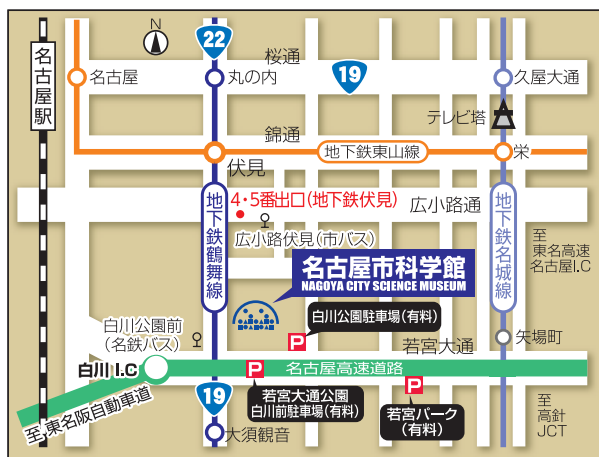 N
22
桜通
名古屋駅
名古屋
丸の内
19
久屋大通
テレビ塔
錦通
地下鉄東山線
栄
伏見
4・5番出口(地下鉄伏見)
広小路通
地下鉄鶴舞線
広小路伏見(市バス)
地下鉄名城線
至
東名高速
名古屋I.C
名古屋市科学館
NAGOYA CITY SCIENCE MUSEUM
白川公園前
(名鉄バス)
P
白川公園駐車場(有料)
若宮大通
矢場町
白川 I.C
名古屋高速道路
P
若宮大通公園
白川前駐車場(有料)
P
若宮パーク
(有料)
至 東名阪自動車道
19
大須観音
至
高針
JCT